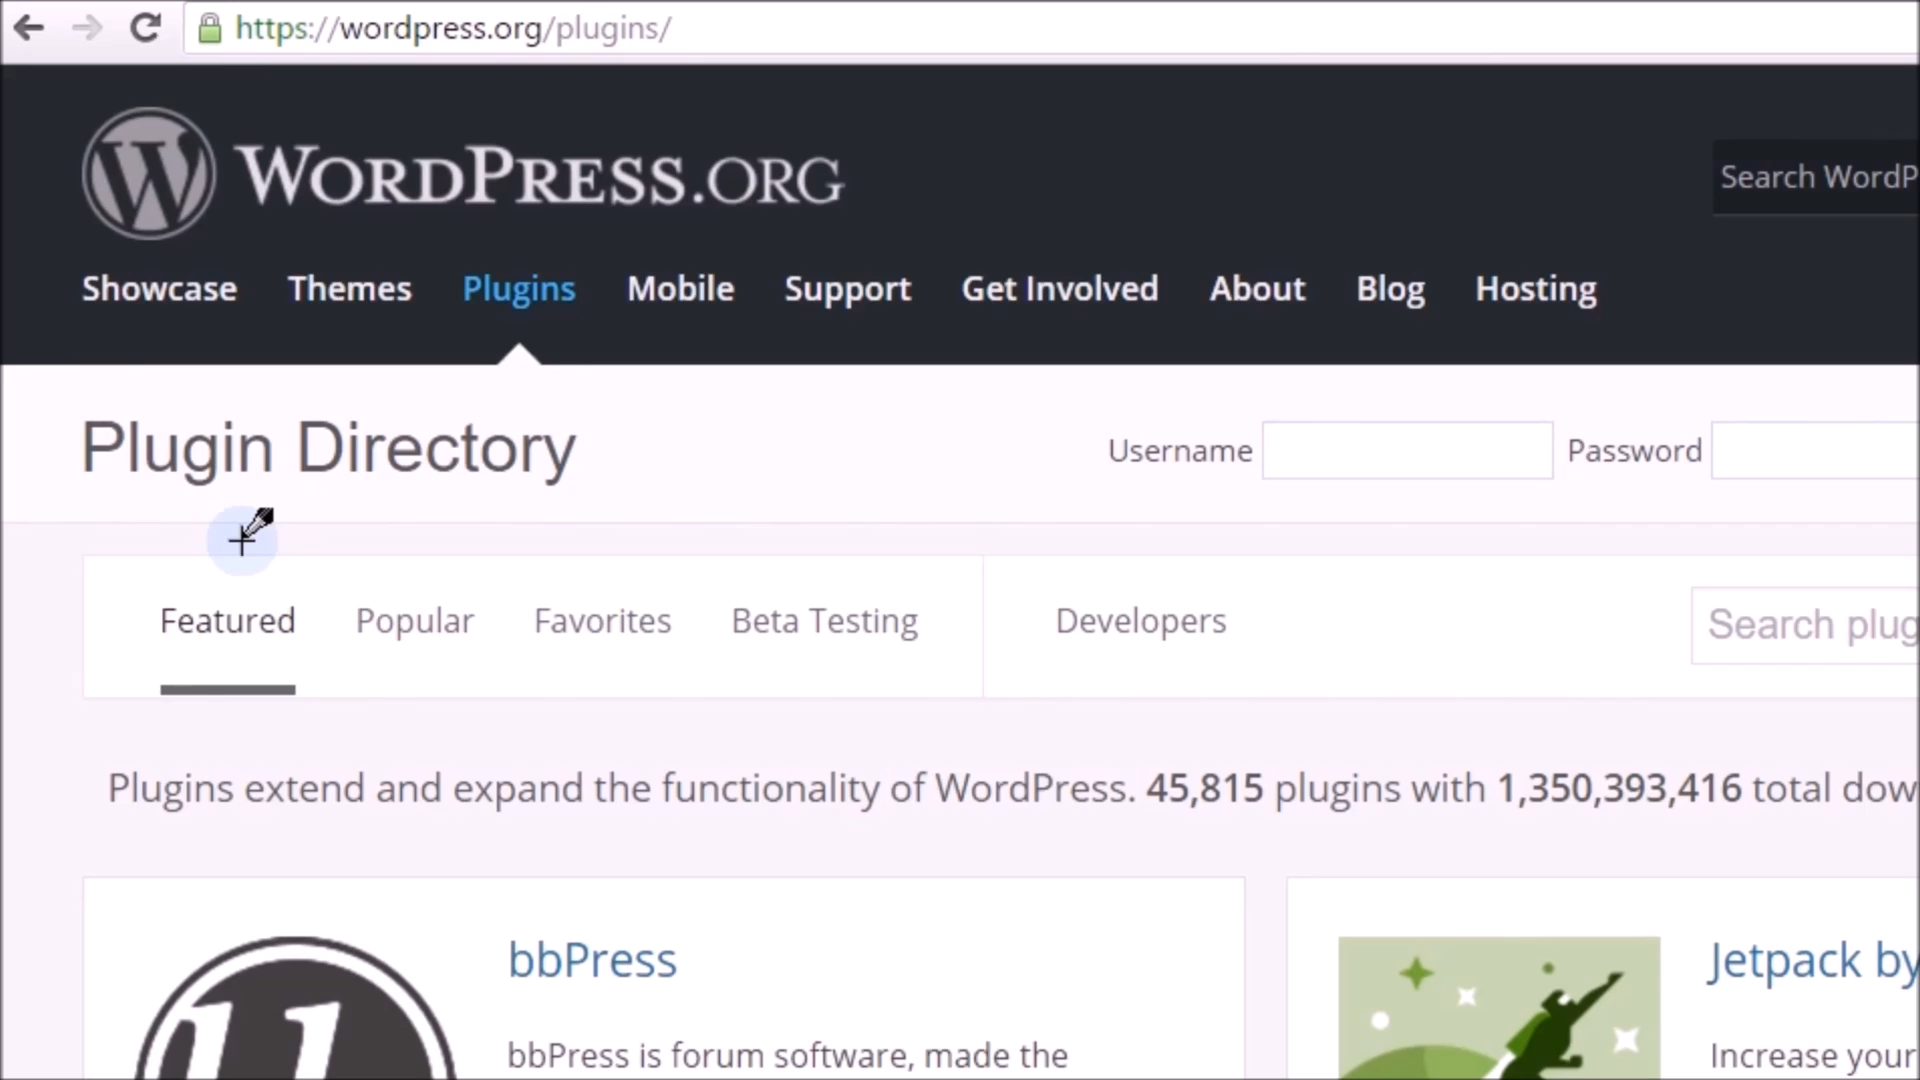 https://wordpress.org/plugins/
WORDPRESS.ORG
Search WordP
Showcase Themes Plugins Mobile Support Get Involved About Blog Hosting
Plugin Directory
Username Password
Featured Popular Favorites Beta Testing Developers
Search plug
Plugins extend and expand the functionality of WordPress. 45,815 plugins with 1,350,393,416 total dow
bbPress
Jetpack by
bbPress is forum software, made the
Increase your